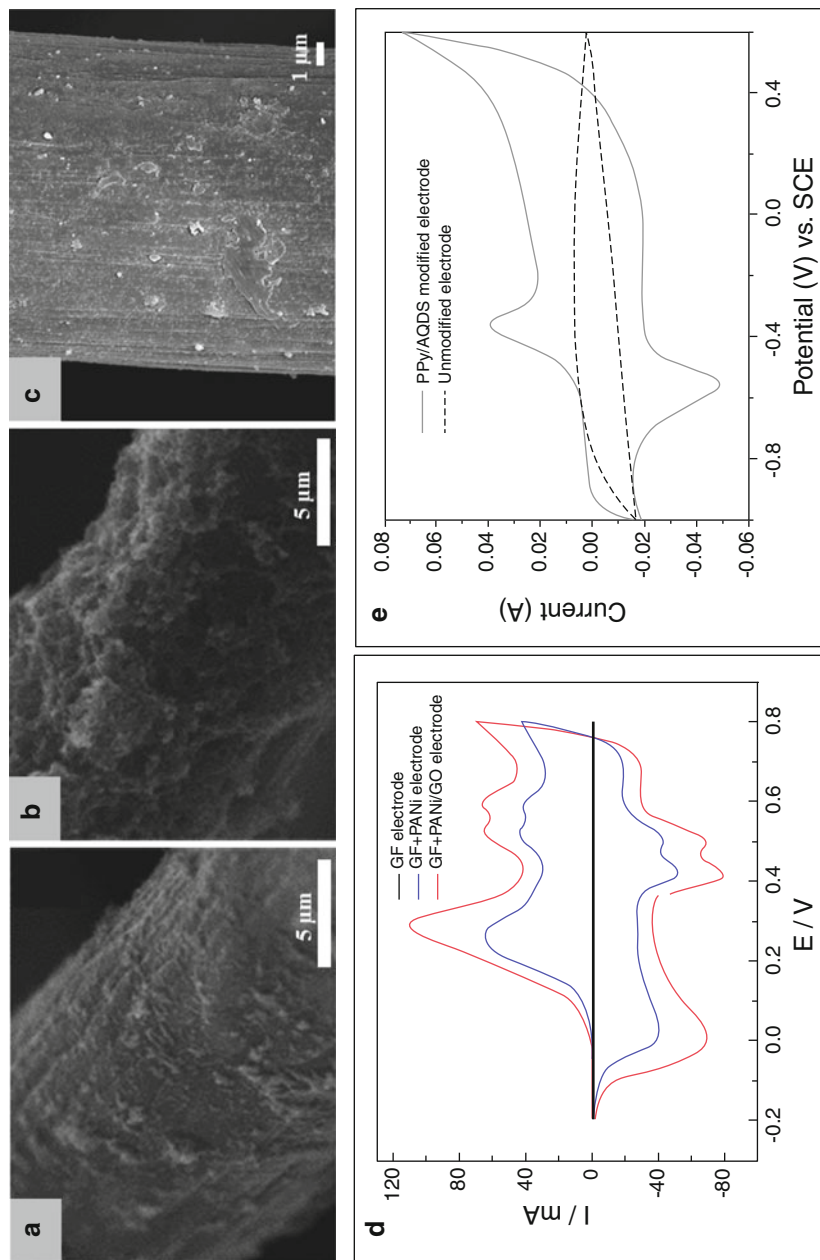 a
5 µm
b
5 µm
c
1 µm
d
GF electrode
GF+PANi electrode
GF+PANi/GO electrode
120
80
40
0
-40
-80
I / mA
-0.2
0.0
0.2
0.4
0.6
0.8
E / V
e
PPy/AQDS modified electrode
Unmodified electrode
0.08
0.06
0.04
0.02
0.00
-0.02
-0.04
-0.06
Current (A)
-0.8
-0.4
0.0
0.4
Potential (V) vs. SCE